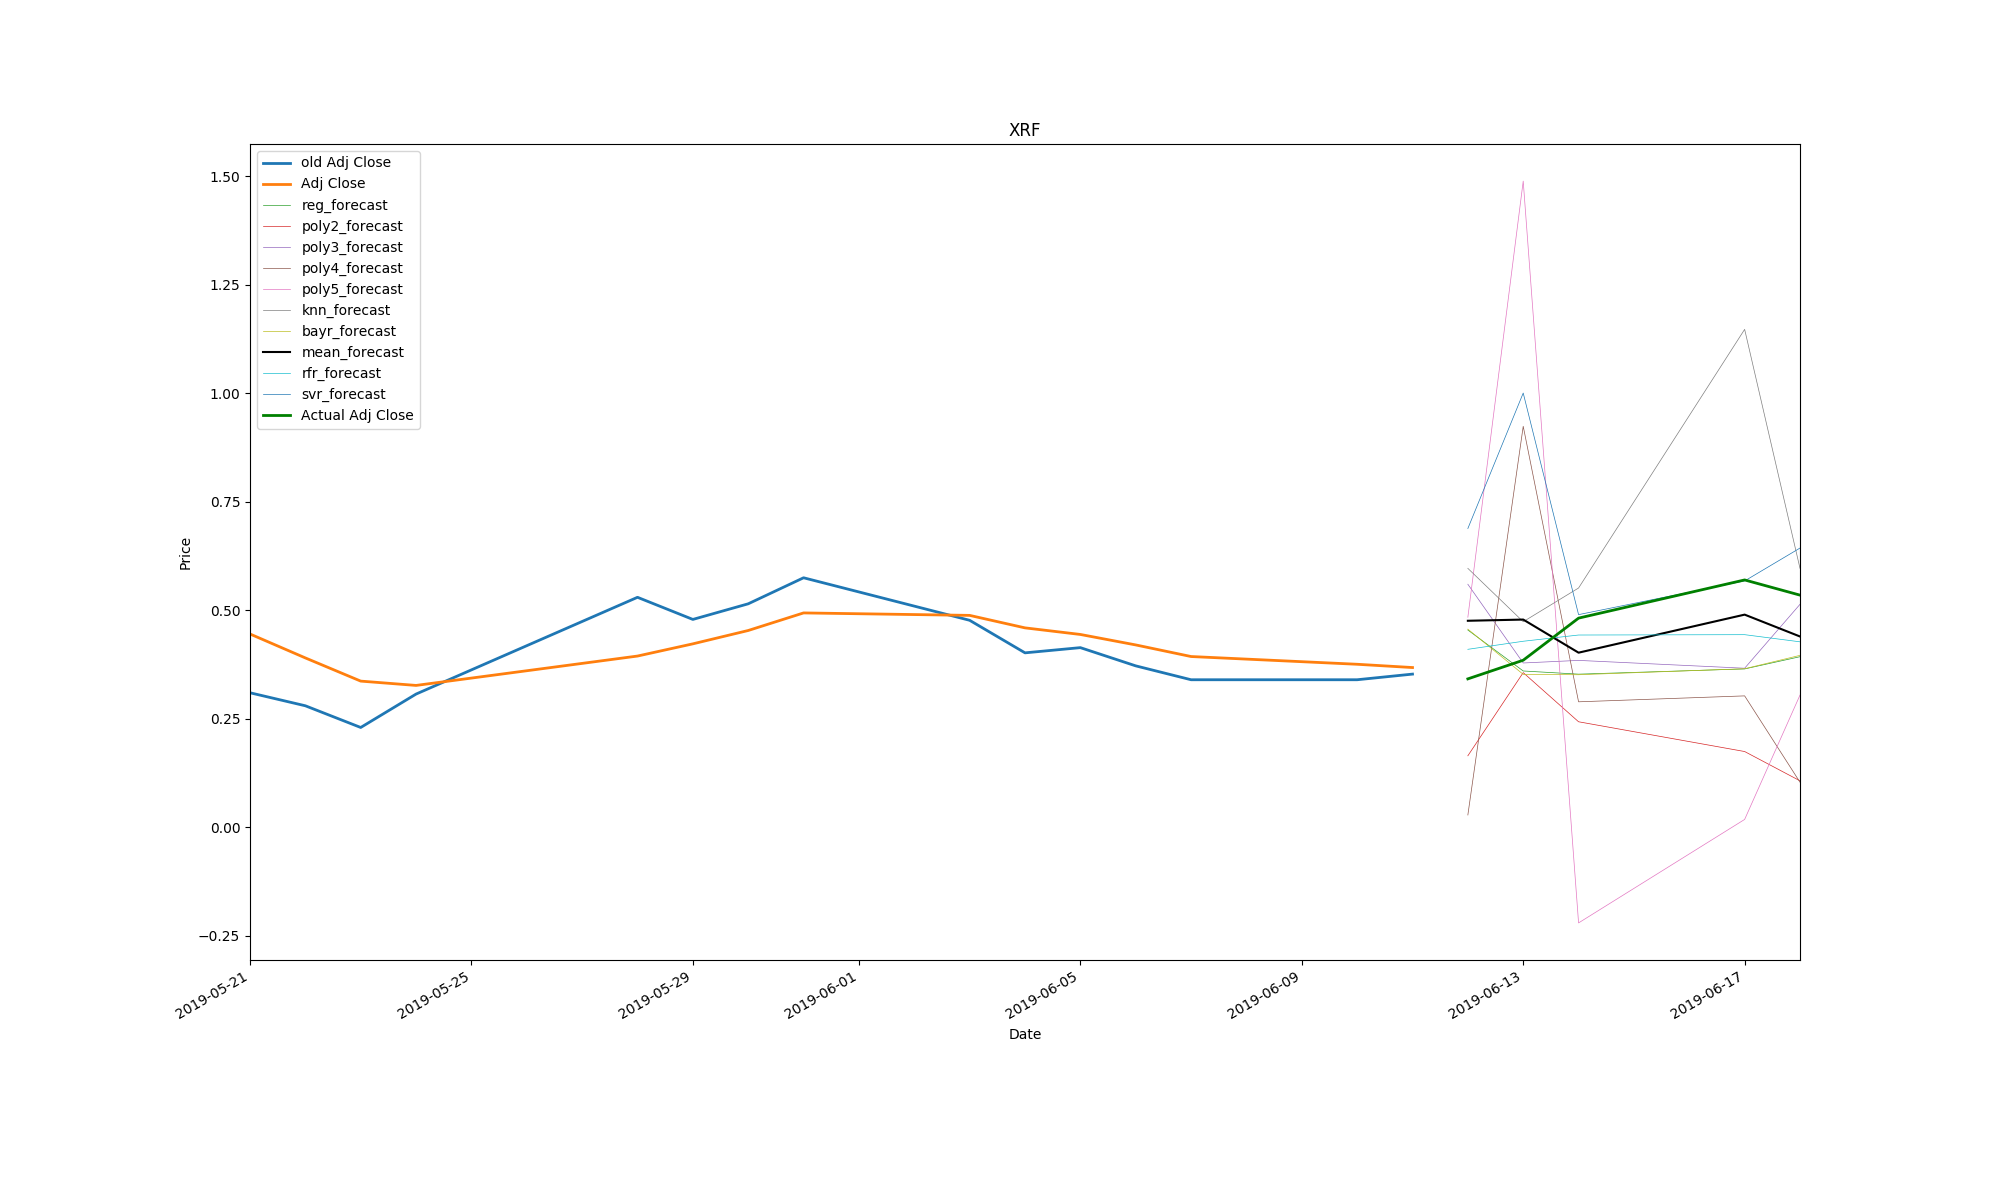 XRF
old Adj Close
Adj Close
reg_forecast
poly2_forecast
poly3_forecast
poly4_forecast
poly5_forecast
knn_forecast
bayr_forecast
mean_forecast
rfr_forecast
svr_forecast
Actual Adj Close
1.50
1.25
1.00
0.75
0.50
0.25
0.00
−0.25
Price
2019-05-21
2019-05-25
2019-05-29
2019-06-01
2019-06-05
2019-06-09
2019-06-13
2019-06-17
Date